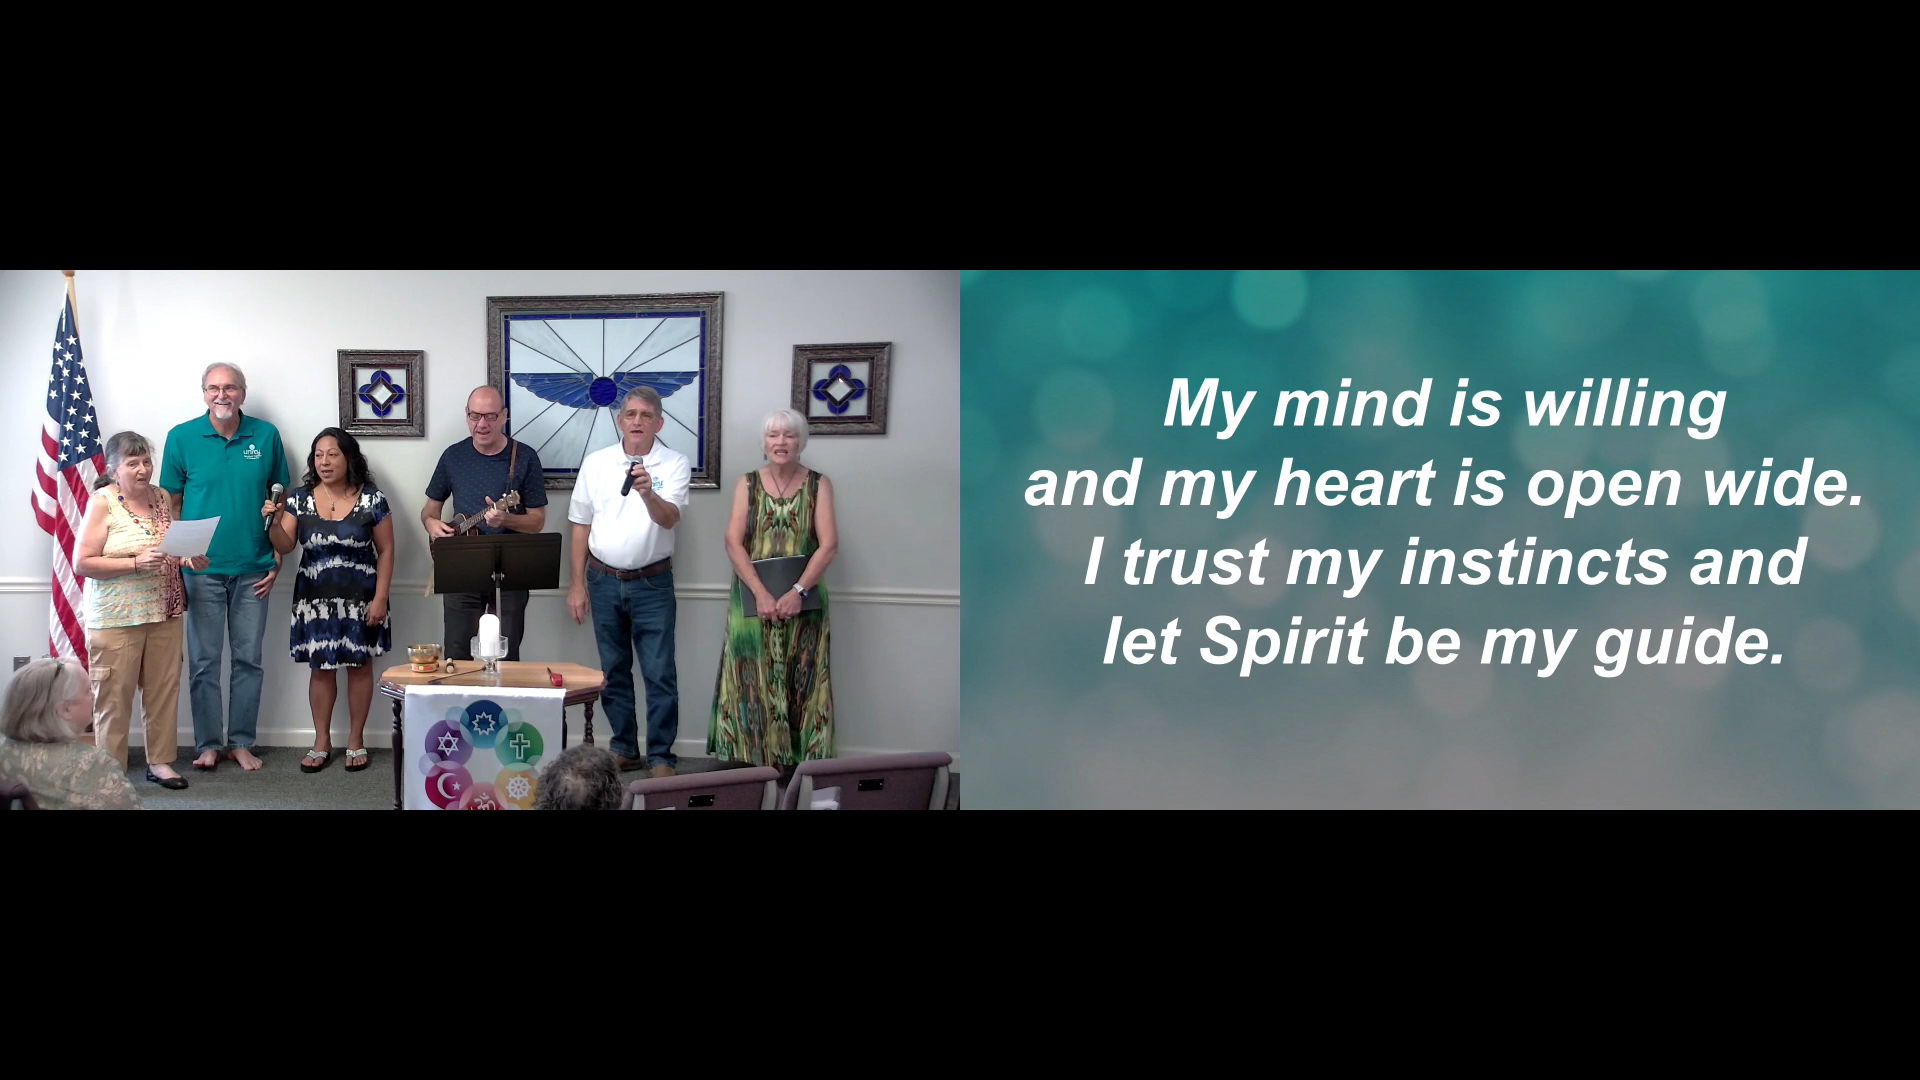 unity
My mind is willing
and my heart is open wide.
I trust my instincts and
let Spirit be my guide.